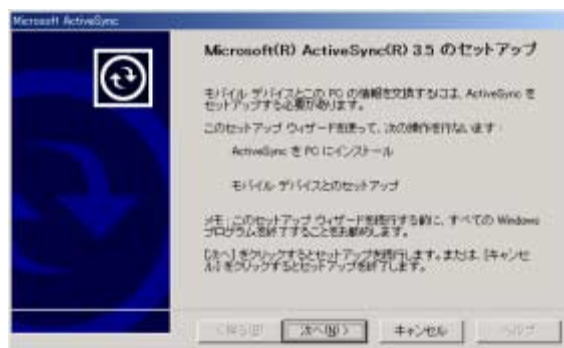 Microsoft ActiveSync
Microsoft(R) ActiveSync(R) 3.5 のセットアップ
モバイル デバイスとこの PC の情報を交換するには、ActiveSync を
セットアップする必要があります。
このセットアップ ウィザードを使って、次の操作を行ないます：
ActiveSync を PC にインストール
モバイル デバイスとのセットアップ
メモ：このセットアップ ウィザードを続行する前に、すべての Windows
プログラムを終了することをお勧めします。
[次へ] をクリックするとセットアップを続行します。または、[キャンセ
ル] をクリックするとセットアップを終了します。
< 戻る(B)
次へ(N) >
キャンセル
ヘルプ